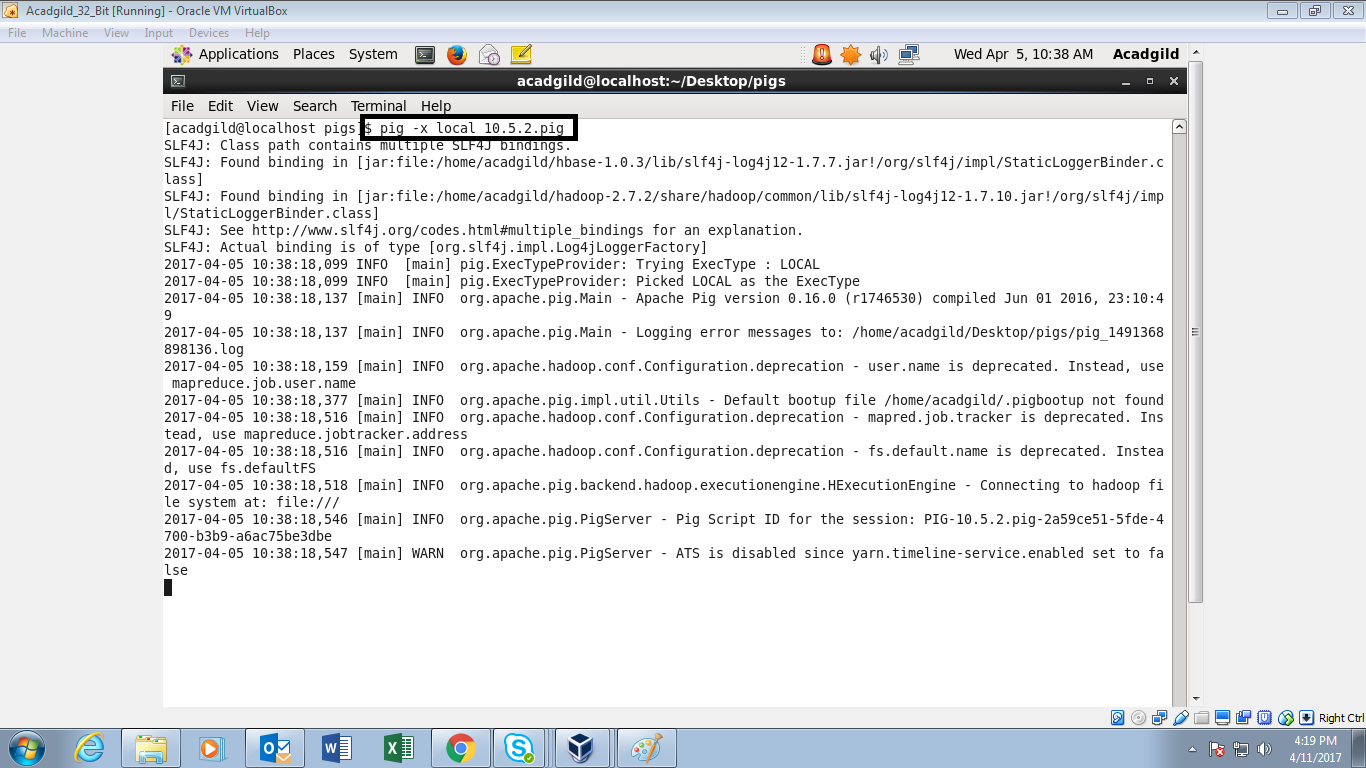 Acadgild_32_Bit [Running] - Oracle VM VirtualBox
File Machine View Input Devices Help
Applications Places System Wed Apr 5, 10:38 AM Acadgild
acadgild@localhost:~/Desktop/pigs
File Edit View Search Terminal Help
[acadgild@localhost pigs]$ pig -x local 10.5.2.pig
SLF4J: Class path contains multiple SLF4J bindings.
SLF4J: Found binding in [jar:file:/home/acadgild/hbase-1.0.3/lib/slf4j-log4j12-1.7.7.jar!/org/slf4j/impl/StaticLoggerBinder.c
lass]
SLF4J: Found binding in [jar:file:/home/acadgild/hadoop-2.7.2/share/hadoop/common/lib/slf4j-log4j12-1.7.10.jar!/org/slf4j/imp
l/StaticLoggerBinder.class]
SLF4J: See http://www.slf4j.org/codes.html#multiple_bindings for an explanation.
SLF4J: Actual binding is of type [org.slf4j.impl.Log4jLoggerFactory]
2017-04-05 10:38:18,099 INFO  [main] pig.ExecTypeProvider: Trying ExecType : LOCAL
2017-04-05 10:38:18,099 INFO  [main] pig.ExecTypeProvider: Picked LOCAL as the ExecType
2017-04-05 10:38:18,137 [main] INFO  org.apache.pig.Main - Apache Pig version 0.16.0 (r1746530) compiled Jun 01 2016, 23:10:4
9
2017-04-05 10:38:18,137 [main] INFO  org.apache.pig.Main - Logging error messages to: /home/acadgild/Desktop/pigs/pig_1491368
898136.log
2017-04-05 10:38:18,159 [main] INFO  org.apache.hadoop.conf.Configuration.deprecation - user.name is deprecated. Instead, use
 mapreduce.job.user.name
2017-04-05 10:38:18,377 [main] INFO  org.apache.pig.impl.util.Utils - Default bootup file /home/acadgild/.pigbootup not found
2017-04-05 10:38:18,516 [main] INFO  org.apache.hadoop.conf.Configuration.deprecation - mapred.job.tracker is deprecated. Ins
tead, use mapreduce.jobtracker.address
2017-04-05 10:38:18,516 [main] INFO  org.apache.hadoop.conf.Configuration.deprecation - fs.default.name is deprecated. Instea
d, use fs.defaultFS
2017-04-05 10:38:18,518 [main] INFO  org.apache.pig.backend.hadoop.executionengine.HExecutionEngine - Connecting to hadoop fi
le system at: file:///
2017-04-05 10:38:18,546 [main] INFO  org.apache.pig.PigServer - Pig Script ID for the session: PIG-10.5.2.pig-2a59ce51-5fde-4
700-b3b9-a6ac75be3dbe
2017-04-05 10:38:18,547 [main] WARN  org.apache.pig.PigServer - ATS is disabled since yarn.timeline-service.enabled set to fa
lse
Right Ctrl
4:19 PM
4/11/2017